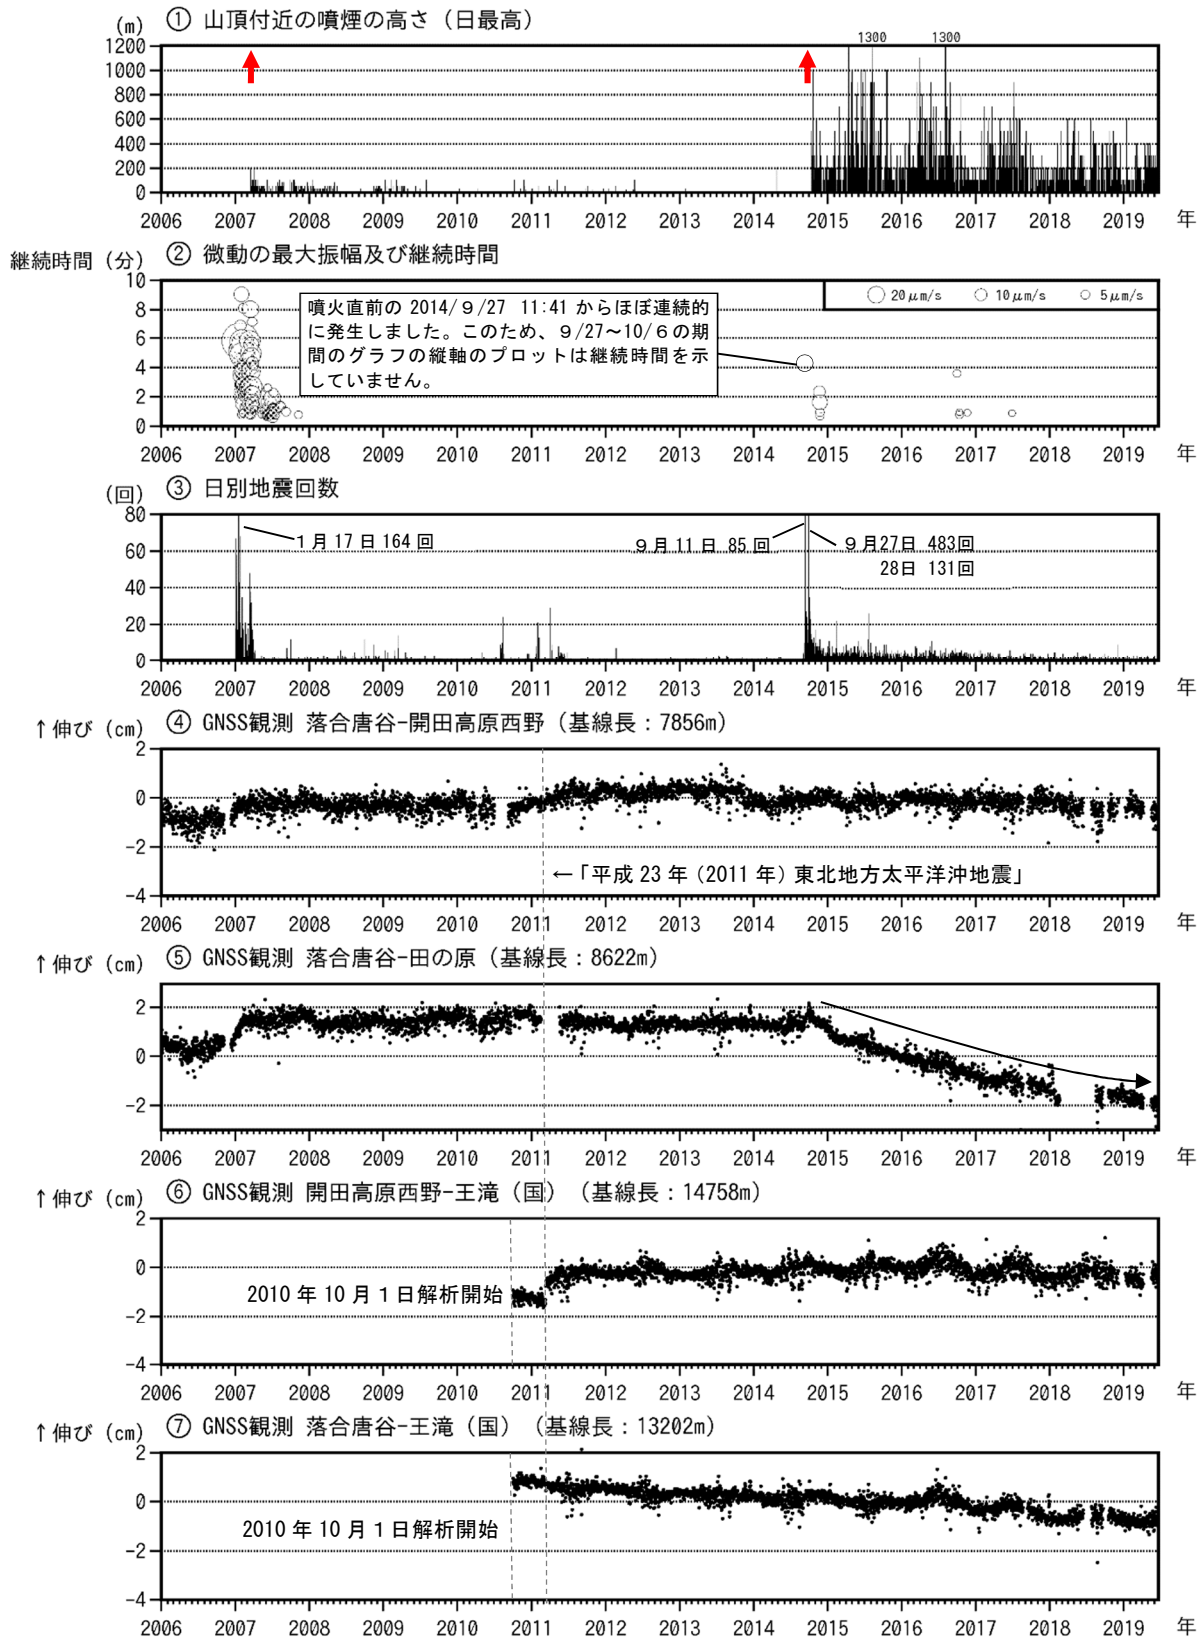 ① 山頂付近の噴煙の高さ（日最高）
(m)
1300 1300
1200
1000
800
600
400
200
0
2006 2007 2008 2009 2010 2011 2012 2013 2014 2015 2016 2017 2018 2019 年
継続時間（分） ② 微動の最大振幅及び継続時間
10
8
6
4
2
0
20μm/s 10μm/s 5μm/s
噴火直前の 2014/9/27 11:41 からほぼ連続的
に発生しました。このため、9/27～10/6の期
間のグラフの縦軸のプロットは継続時間を示
していません。
2006 2007 2008 2009 2010 2011 2012 2013 2014 2015 2016 2017 2018 2019 年
(回) ③ 日別地震回数
80
60
40
20
0
1月17日164回
9月11日 85回
9月27日 483回
28日 131回
2006 2007 2008 2009 2010 2011 2012 2013 2014 2015 2016 2017 2018 2019 年
↑伸び（cm） ④ GNSS観測 落合唐谷-開田高原西野（基線長：7856m）
2
0
-2
-4
←「平成23年（2011年）東北地方太平洋沖地震」
2006 2007 2008 2009 2010 2011 2012 2013 2014 2015 2016 2017 2018 2019 年
↑伸び（cm） ⑤ GNSS観測 落合唐谷-田の原（基線長：8622m）
2
0
-2
2006 2007 2008 2009 2010 2011 2012 2013 2014 2015 2016 2017 2018 2019 年
↑伸び（cm） ⑥ GNSS観測 開田高原西野-王滝（国）（基線長：14758m）
2
0
-2
-4
2010年10月1日解析開始
2006 2007 2008 2009 2010 2011 2012 2013 2014 2015 2016 2017 2018 2019 年
↑伸び（cm） ⑦ GNSS観測 落合唐谷-王滝（国）（基線長：13202m）
2
0
-2
-4
2010年10月1日解析開始
2006 2007 2008 2009 2010 2011 2012 2013 2014 2015 2016 2017 2018 2019 年